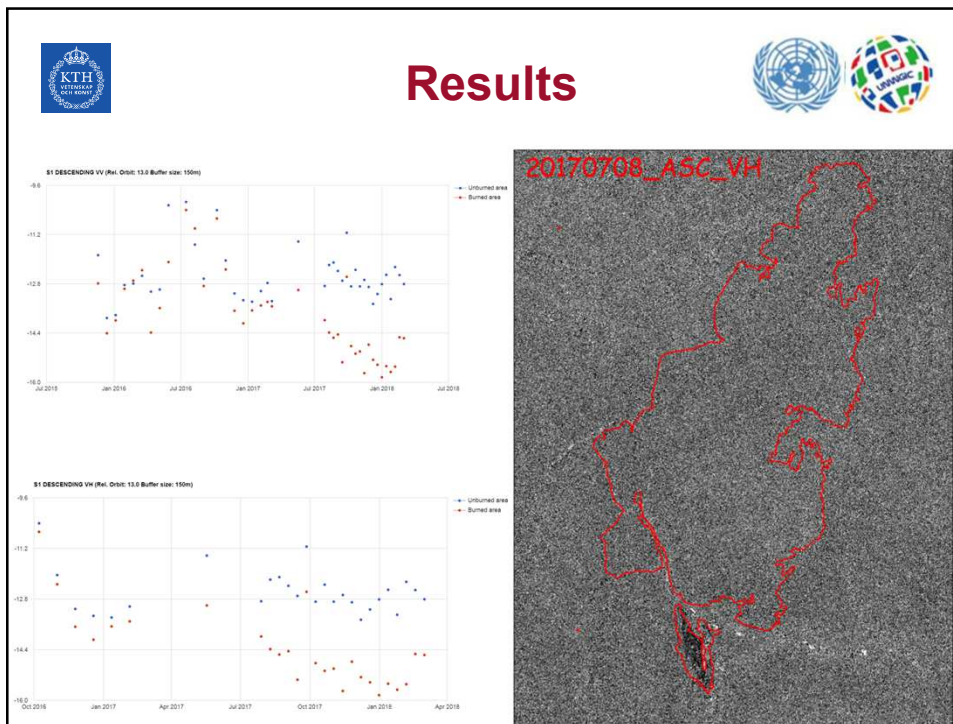 KTH
VETENSKAP
OCH KONST
Results
UNMAGIC
S1 DESCENDING VV (Rel. Orbit: 13.0 Buffer size: 150m)
-9.6
-11.2
-12.8
-14.4
-16.0
Jul 2015
Jan 2016
Jul 2016
Jan 2017
Jul 2017
Jan 2018
Jul 2018
Unburned area
Burned area
S1 DESCENDING VH (Rel. Orbit: 13.0 Buffer size: 150m)
-9.6
-11.2
-12.8
-14.4
-16.0
Oct 2016
Jan 2017
Apr 2017
Jul 2017
Oct 2017
Jan 2018
Apr 2018
Unburned area
Burned area
20170708_ASC_VH